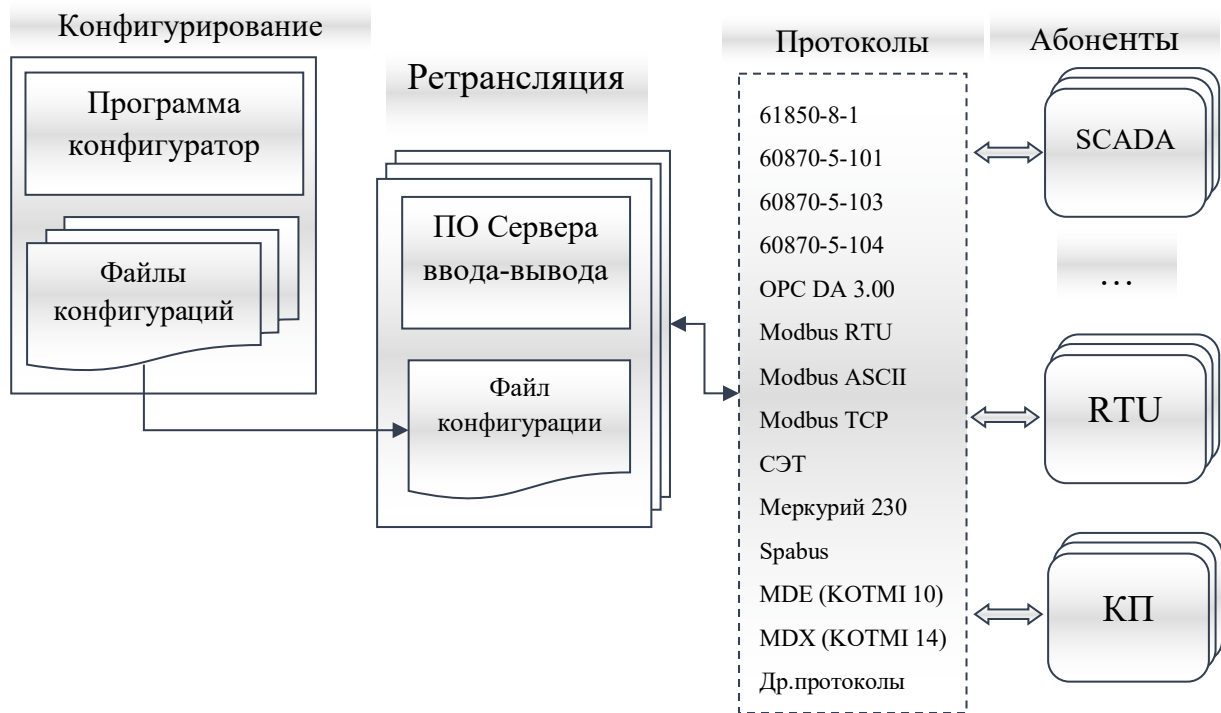 Конфигурирование
Программа
конфигуратор
Файлы
конфигураций
Ретрансляция
ПО Сервера
ввода-вывода
Файл
конфигурации
Протоколы
61850-8-1
60870-5-101
60870-5-103
60870-5-104
OPC DA 3.00
Modbus RTU
Modbus ASCII
Modbus TCP
СЭТ
Меркурий 230
Spabus
MDE (KOTMI 10)
MDX (KOTMI 14)
Др.протоколы
Абоненты
SCADA
...
RTU
КП